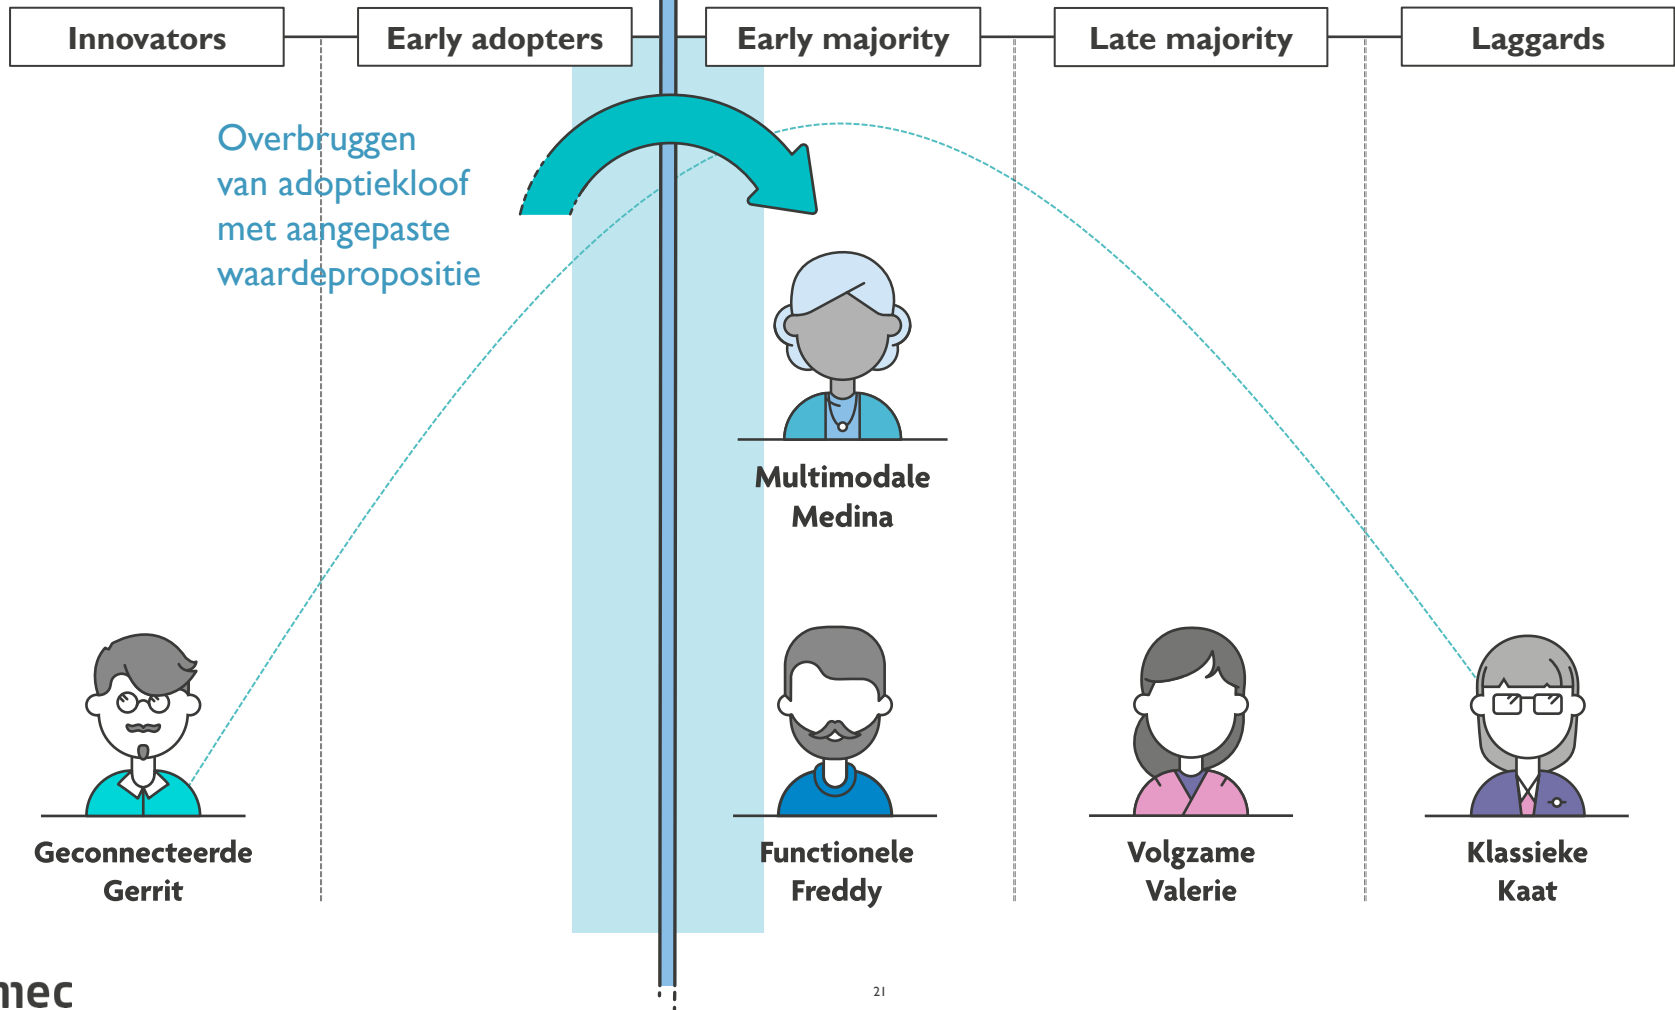 Innovators
Early adopters
Early majority
Late majority
Laggards
Overbruggen
van adoptiekloof
met aangepaste
waardepropositie
Multimodale
Medina
Geconnecteerde
Gerrit
Functionele
Freddy
Volgzame
Valerie
Klassieke
Kaat
mec
21